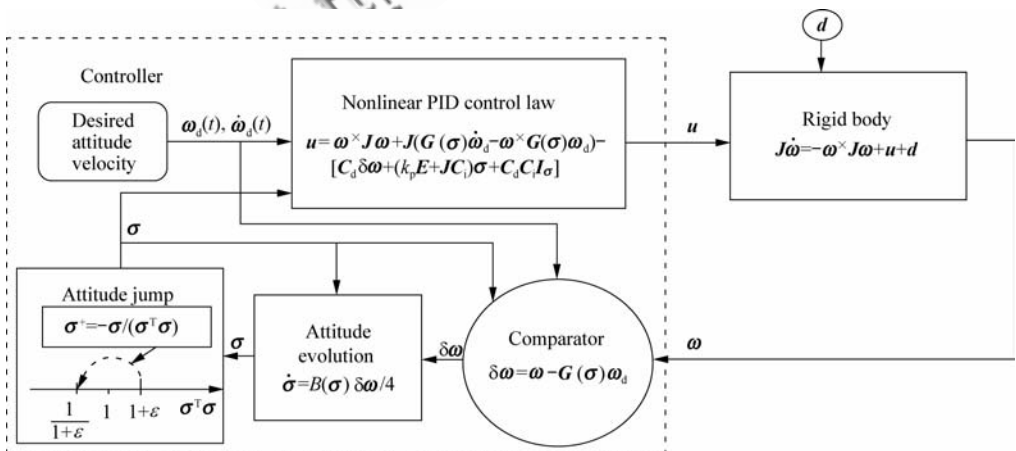 d
Controller
Desired
attitude
velocity
ω_d(t), ω̇_d(t)
Nonlinear PID control law
u=ω^×Jω+J(G(σ)ω̇_d-ω^×G(σ)ω_d)-
[C_dδω+(k_pE+JC_i)σ+C_dC_iI_σ]
u
Rigid body
Jω̇=-ω^×Jω+u+d
σ
Attitude jump
σ^+=-σ/(σ^Tσ)
1/(1+ε)
1
1+ε
σ^Tσ
σ
Attitude
evolution
σ̇=B(σ)δω/4
δω
Comparator
δω=ω-G(σ)ω_d
ω